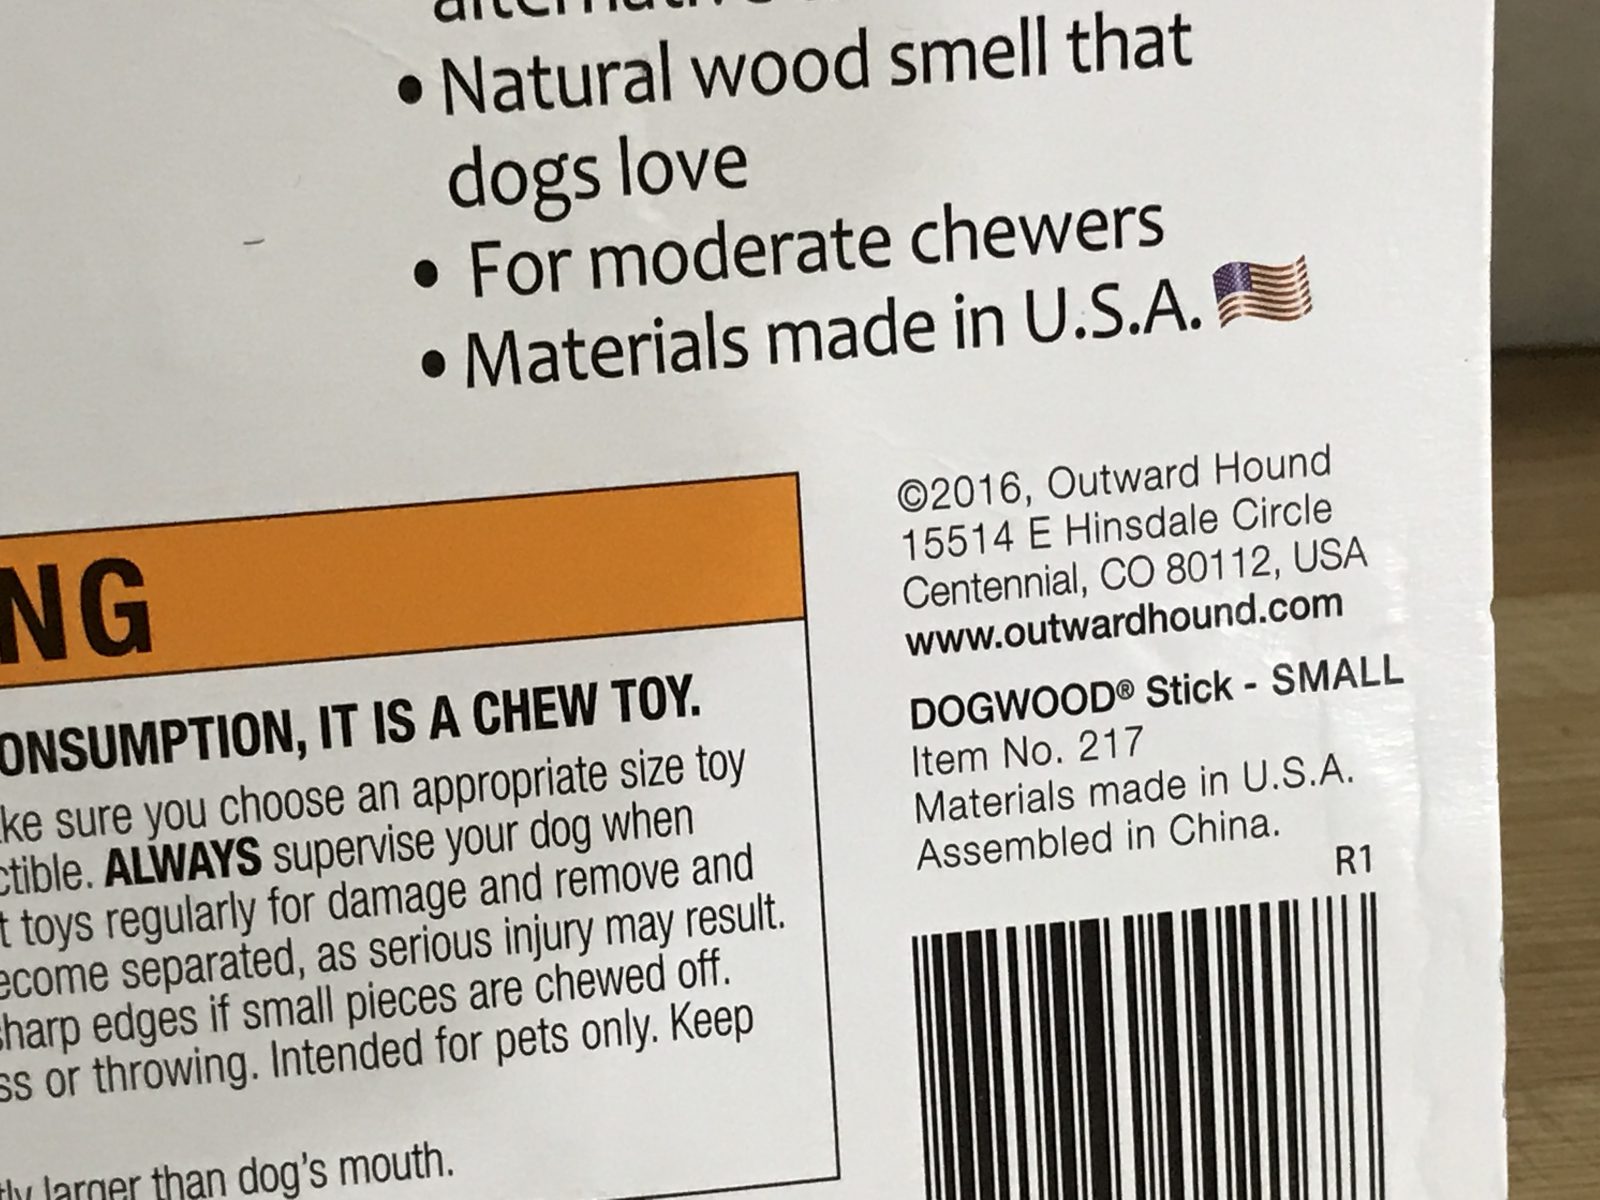 • Natural wood smell that
dogs love
• For moderate chewers
• Materials made in U.S.A.
©2016, Outward Hound
15514 E Hinsdale Circle
Centennial, CO 80112, USA
www.outwardhound.com
DOGWOOD® Stick - SMALL
Item No. 217
Materials made in U.S.A.
Assembled in China.
R1
NG
ONSUMPTION, IT IS A CHEW TOY.
ke sure you choose an appropriate size toy
ctible. ALWAYS supervise your dog when
t toys regularly for damage and remove and
ecome separated, as serious injury may result.
harp edges if small pieces are chewed off.
ss or throwing. Intended for pets only. Keep
tly larger than dog's mouth.